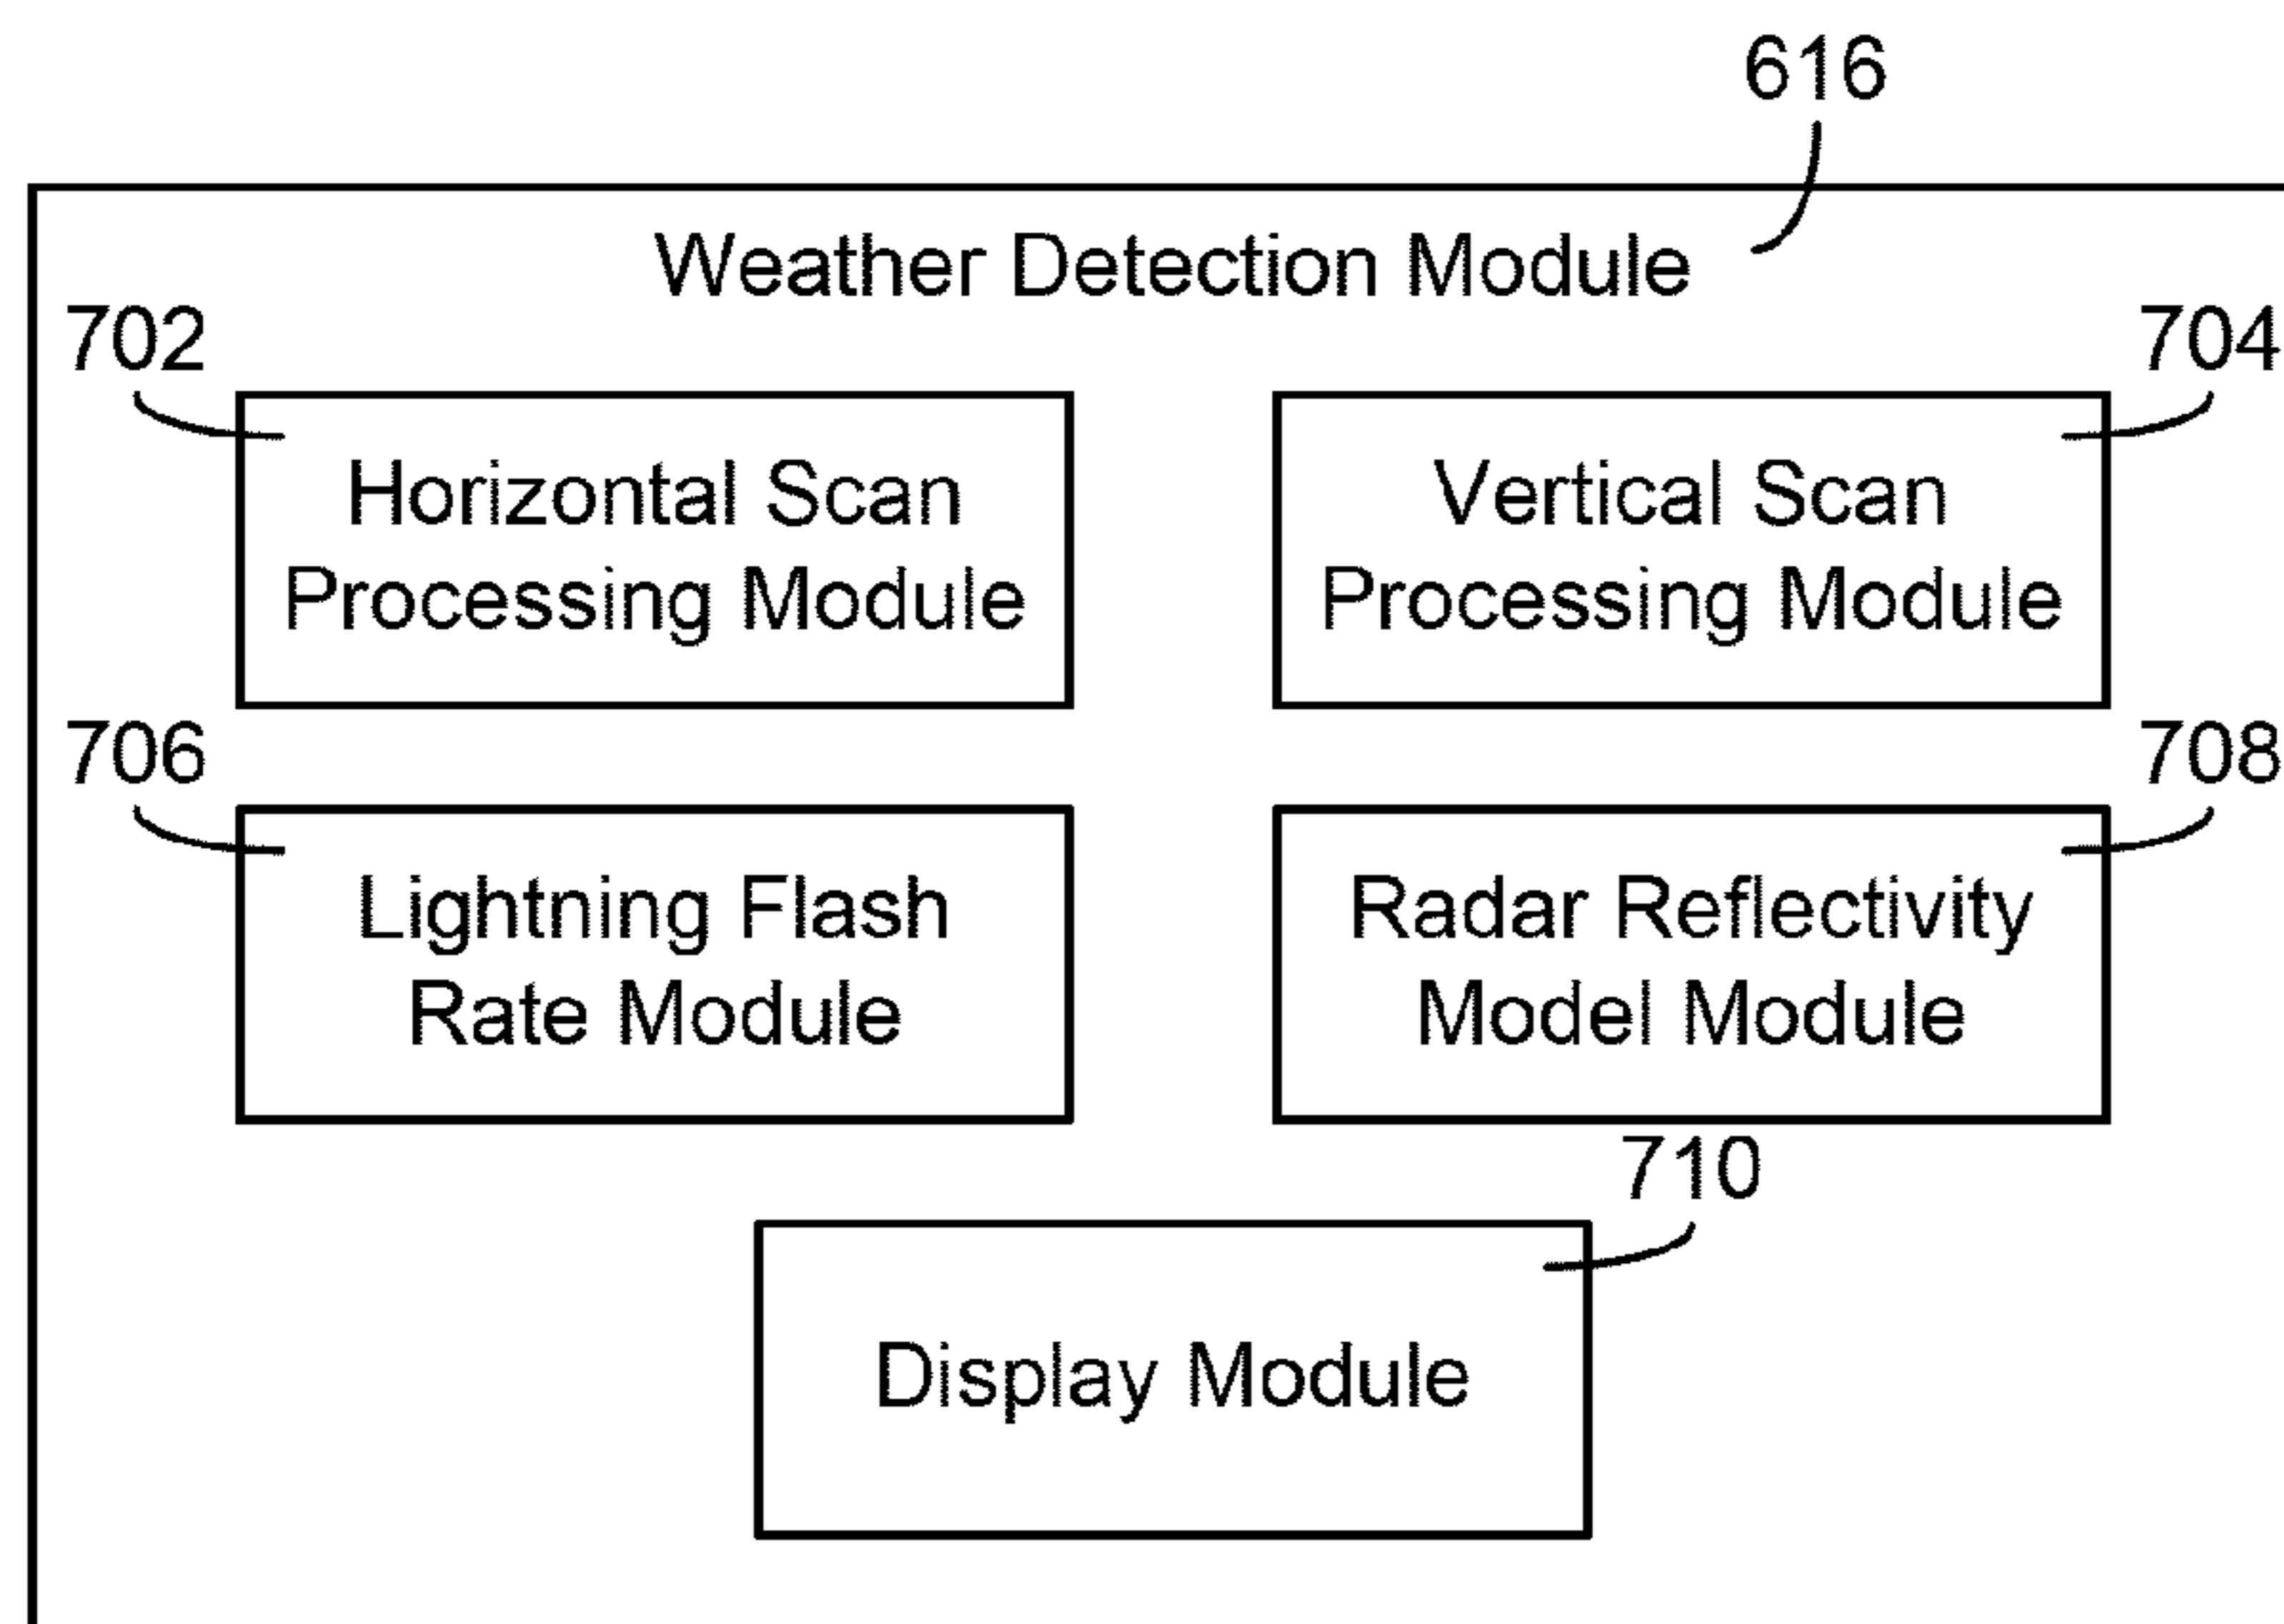 616
Weather Detection Module
702
704
Horizontal Scan
Processing Module
Vertical Scan
Processing Module
706
708
Lightning Flash
Rate Module
Radar Reflectivity
Model Module
710
Display Module